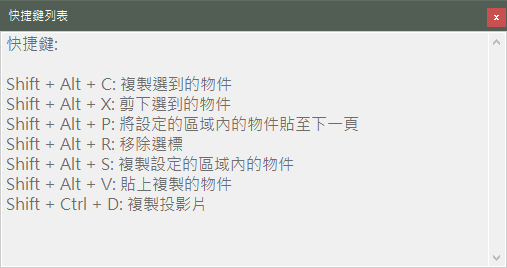 快捷鍵列表
x
快捷鍵:
Shift + Alt + C: 複製選到的物件
Shift + Alt + X: 剪下選到的物件
Shift + Alt + P: 將設定的區域內的物件貼至下一頁
Shift + Alt + R: 移除選標
Shift + Alt + S: 複製設定的區域內的物件
Shift + Alt + V: 貼上複製的物件
Shift + Ctrl + D: 複製投影片